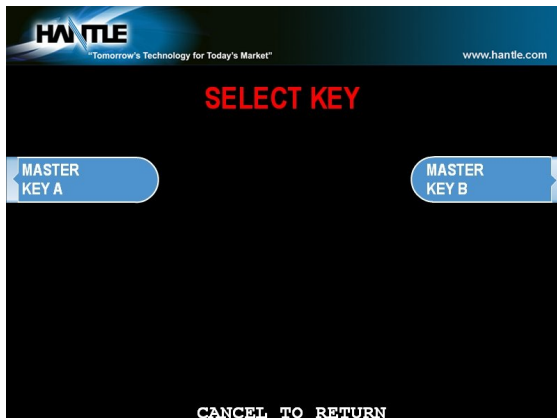 HANTLE
"Tomorrow's Technology for Today's Market"
www.hantle.com
SELECT KEY
MASTER
KEY A
MASTER
KEY B
CANCEL TO RETURN